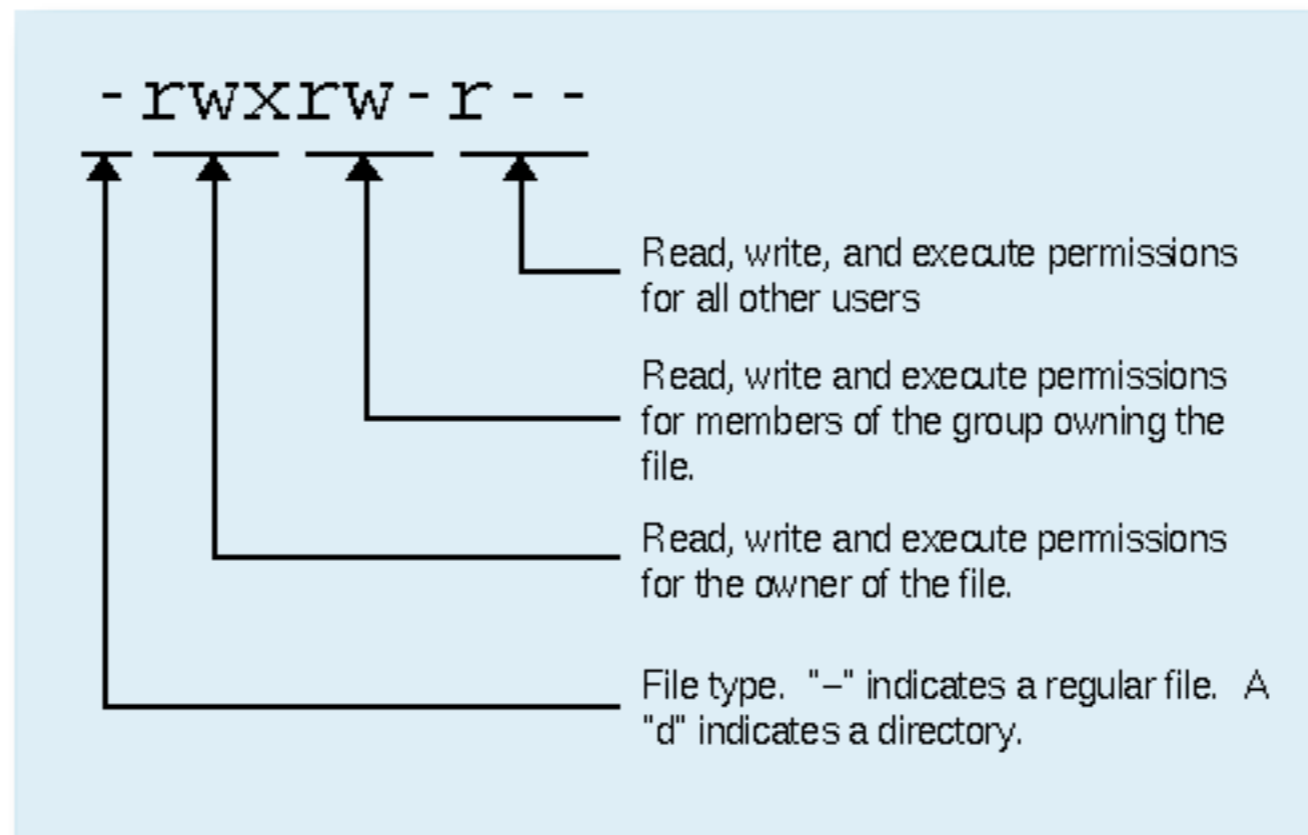 -rwxrw-r--
Read, write, and execute permissions
for all other users
Read, write and execute permissions
for members of the group owning the
file.
Read, write and execute permissions
for the owner of the file.
File type.  "–" indicates a regular file.  A
"d" indicates a directory.